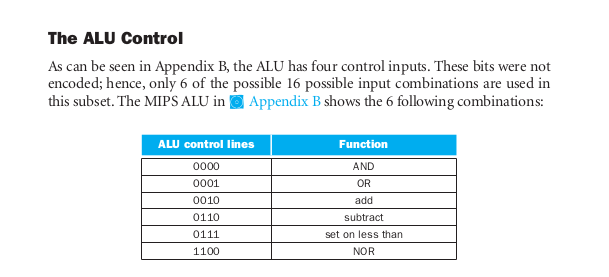 The ALU Control
As can be seen in Appendix B, the ALU has four control inputs. These bits were not
encoded; hence, only 6 of the possible 16 possible input combinations are used in
this subset. The MIPS ALU in Appendix B shows the 6 following combinations:
ALU control lines Function
0000 AND
0001 OR
0010 add
0110 subtract
0111 set on less than
1100 NOR